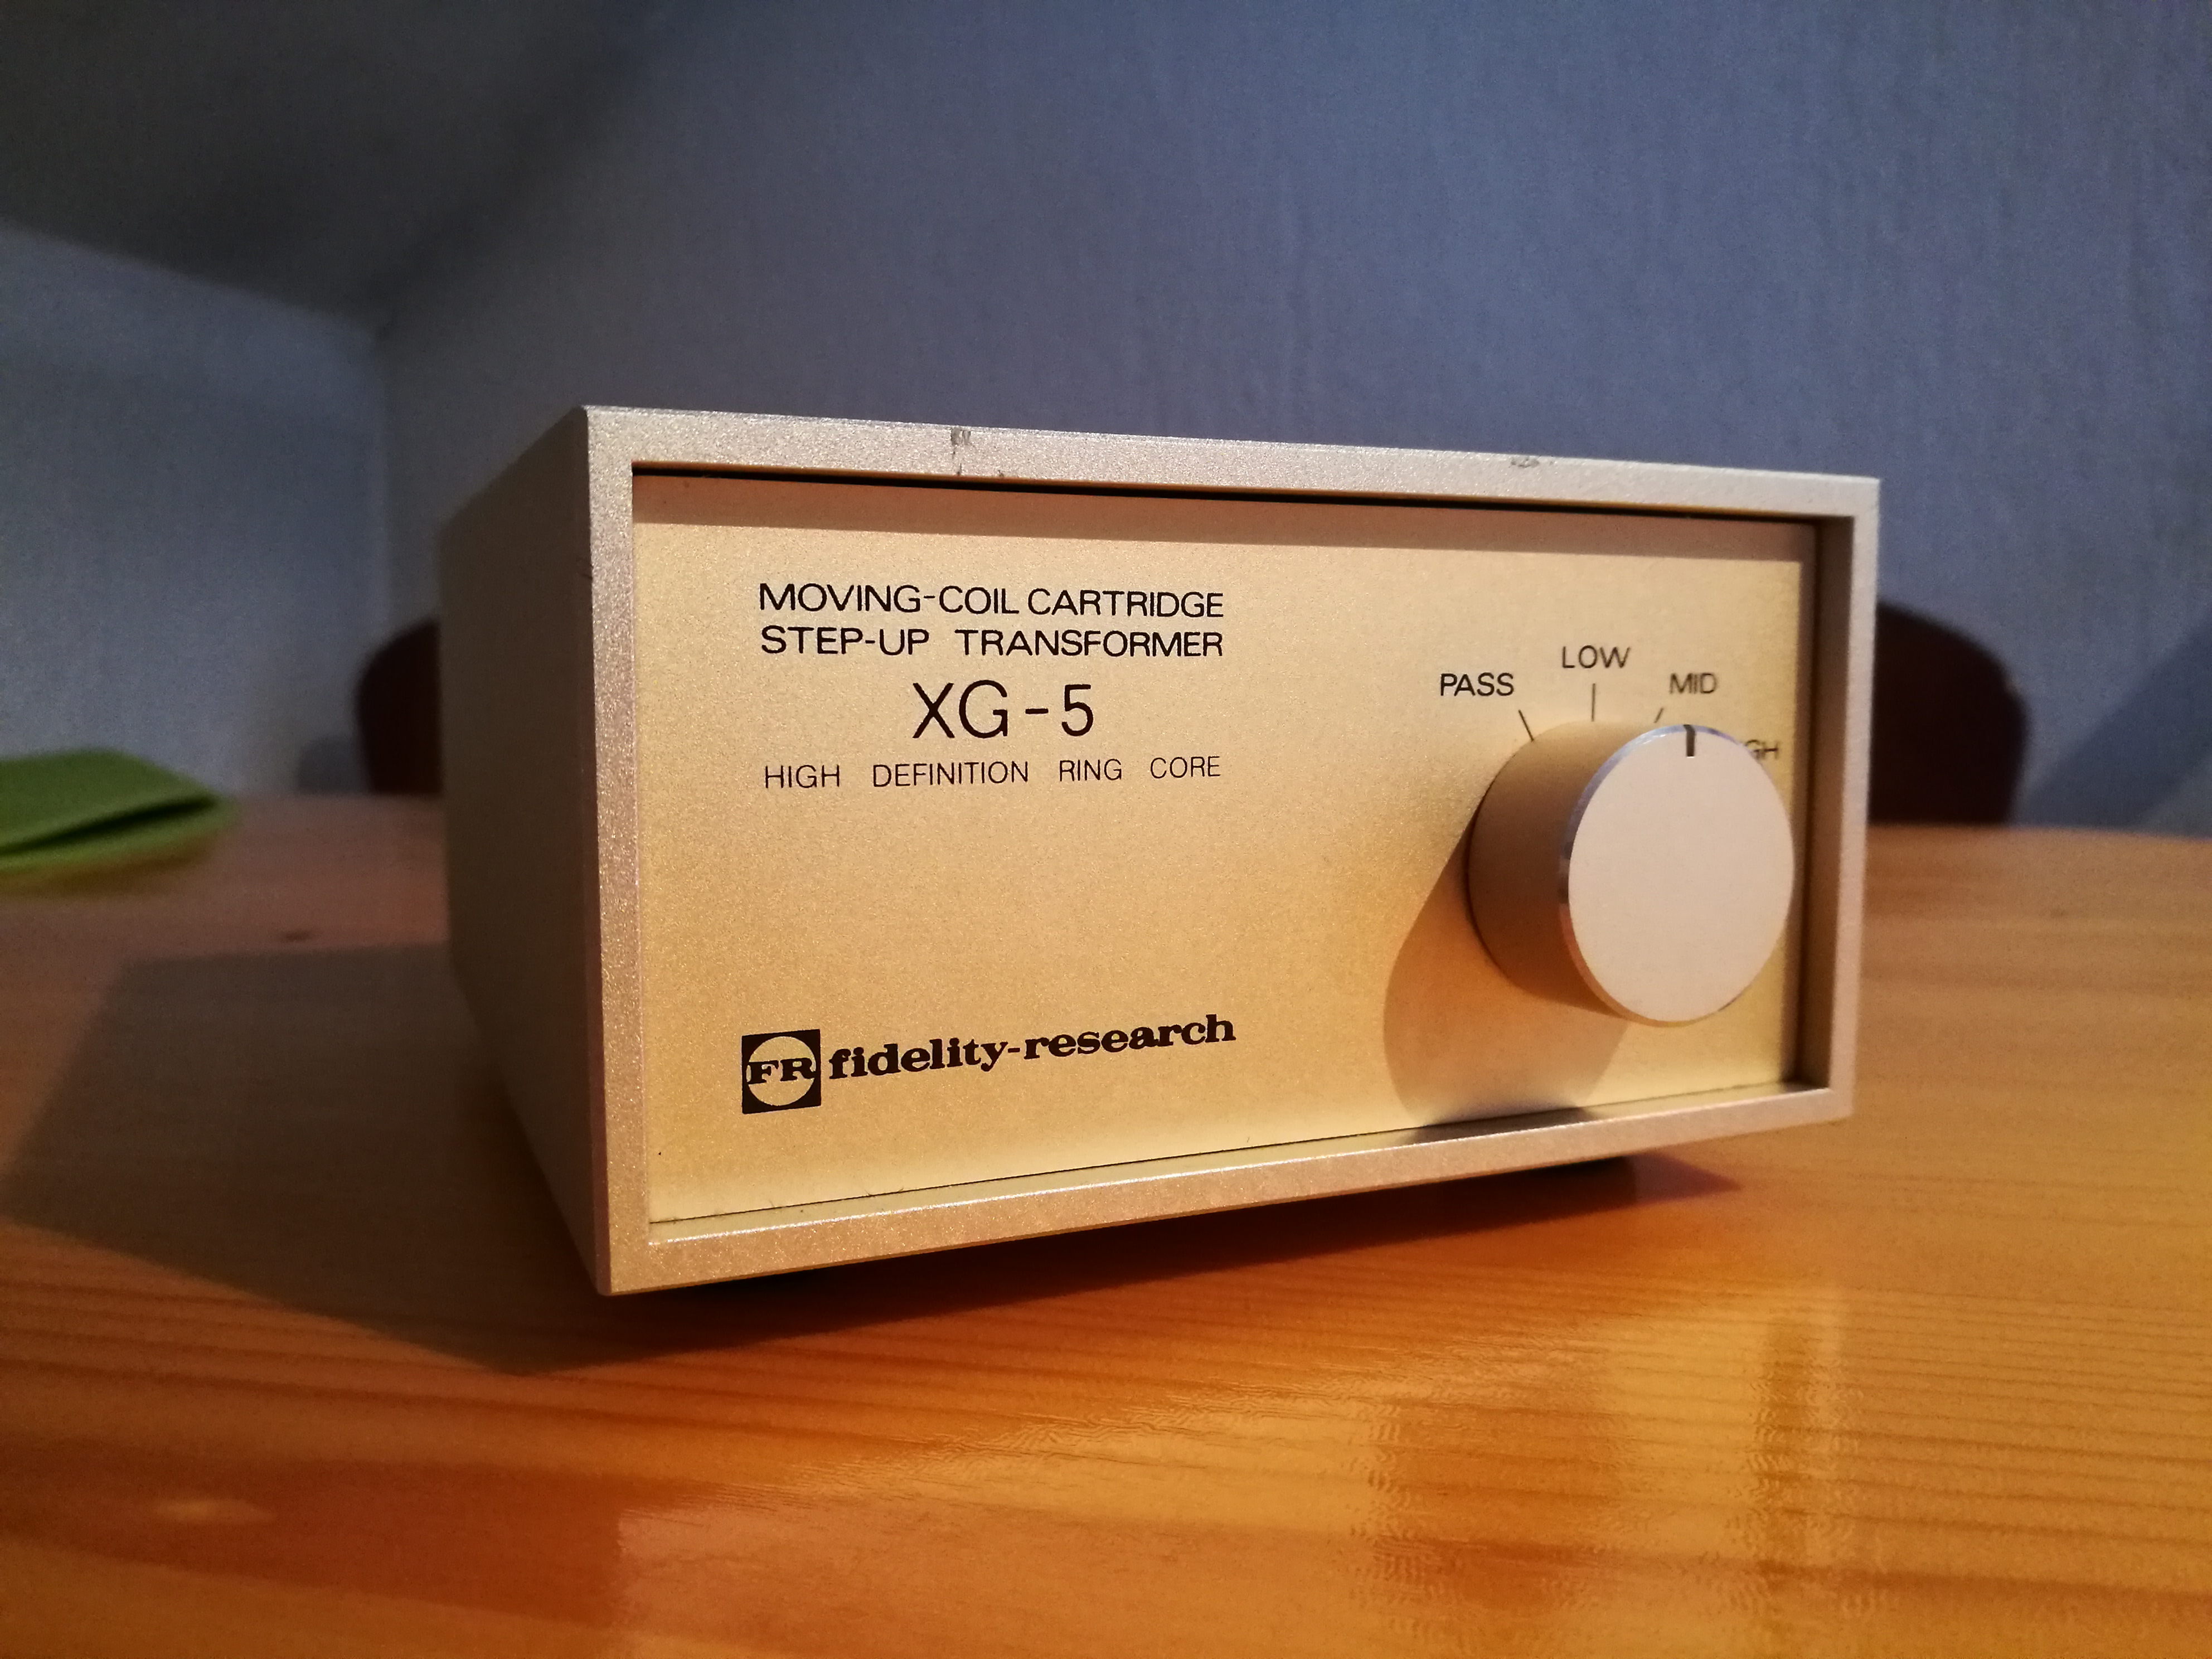 MOVING-COIL CARTRIDGE
STEP-UP TRANSFORMER
XG-5
HIGH DEFINITION RING CORE
PASS
LOW
MID
FR fidelity-research